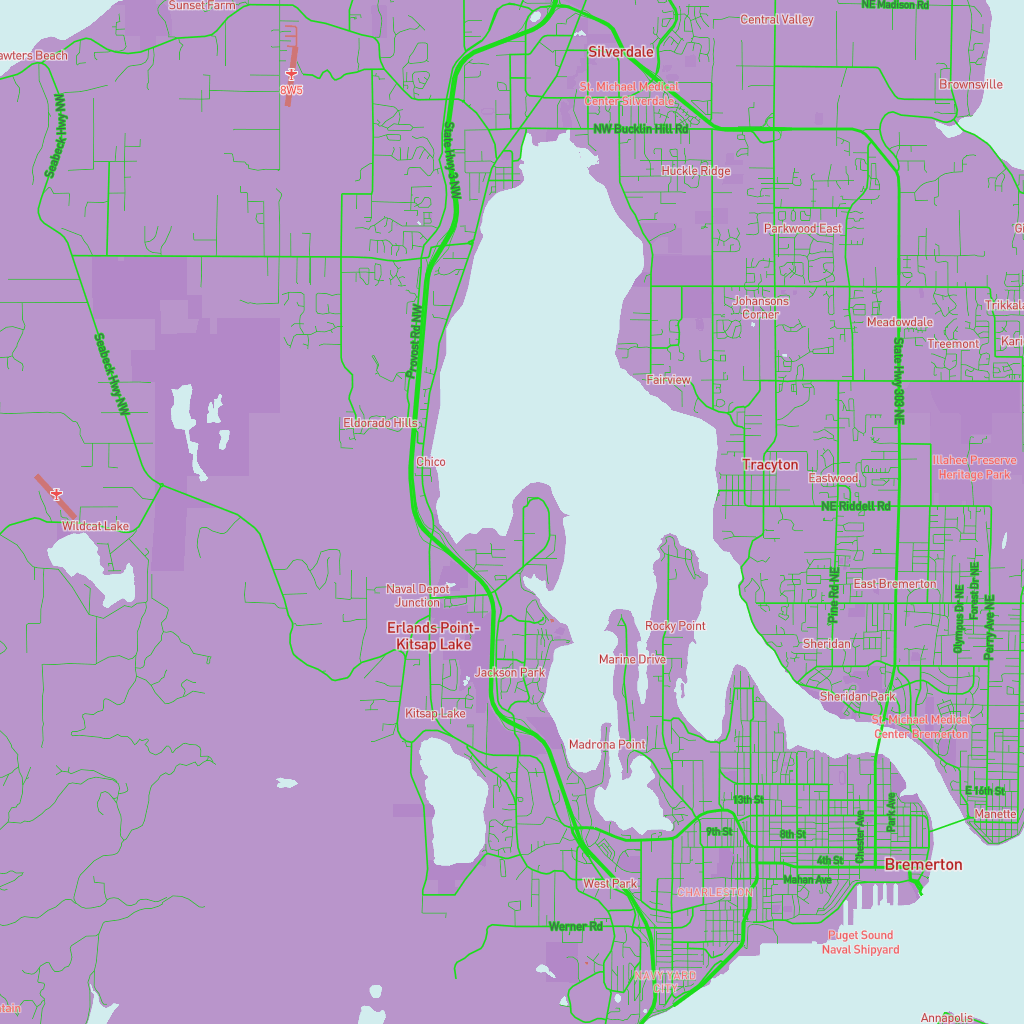 Sunset Farm
NE Madison Rd
Central Valley
Silverdale
awters Beach
8W5
St. Michael Medical
Center Silverdale
Brownsville
NW Bucklin Hill Rd
Seabeck Hwy NW
State Hwy 3 NW
Huckle Ridge
Parkwood East
Gi
Johansons
Corner
Trikkala
Meadowdale
Provost Rd NW
Treemont
Kari
Seabeck Hwy NW
State Hwy 303 NE
Fairview
Eldorado Hills
Chico
Tracyton
Illahee Preserve
Heritage Park
Eastwood
NE Riddell Rd
Wildcat Lake
Naval Depot
Junction
East Bremerton
Pine Rd NE
Olympus Dr NE
Forest Dr NE
Perry Ave NE
Erlands Point-
Kitsap Lake
Rocky Point
Sheridan
Marine Drive
Jackson Park
Sheridan Park
Kitsap Lake
St. Michael Medical
Center Bremerton
Madrona Point
E 16th St
13th St
Park Ave
Chester Ave
Manette
9th St
8th St
4th St
Bremerton
Mahan Ave
West Park
CHARLESTON
Werner Rd
Puget Sound
Naval Shipyard
NAVY YARD
CITY
ntain
Annapolis